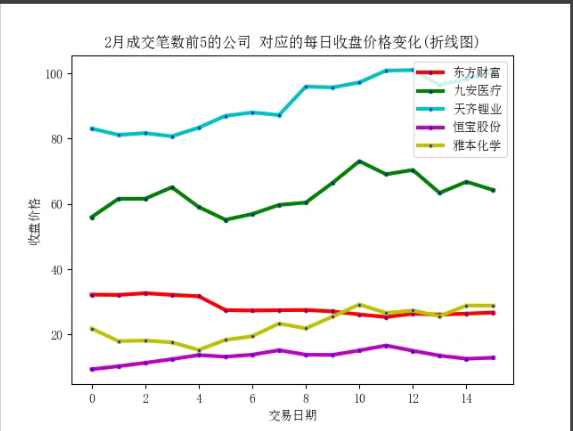 2月成交笔数前5的公司 对应的每日收盘价格变化(折线图)
100
80
60
40
20
收盘价格
东方财富
九安医疗
天齐锂业
恒宝股份
雅本化学
0 2 4 6 8 10 12 14
交易日期